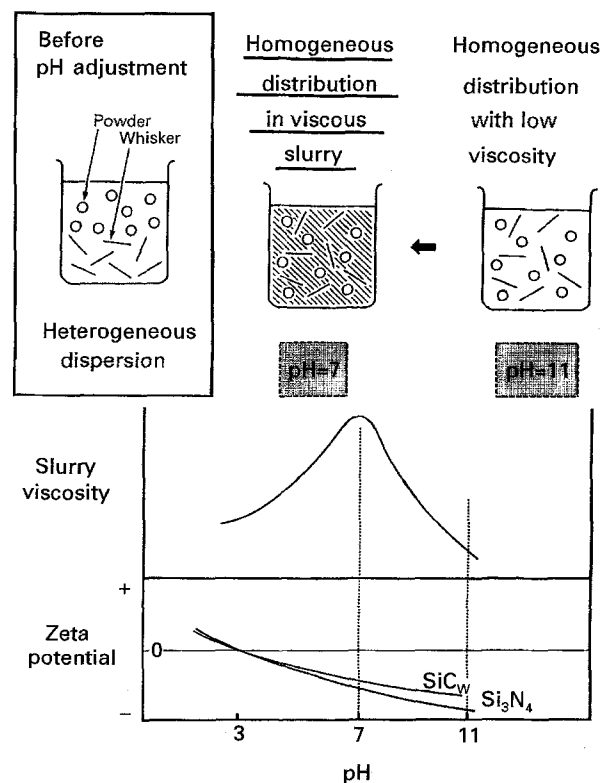 Before
pH adjustment
Powder
Whisker
Heterogeneous
dispersion
Homogeneous
distribution
in viscous
slurry
Homogeneous
distribution
with low
viscosity
pH=7
pH=11
Slurry
viscosity
+
Zeta
potential
0
−
SiCW
Si3N4
3
7
11
pH